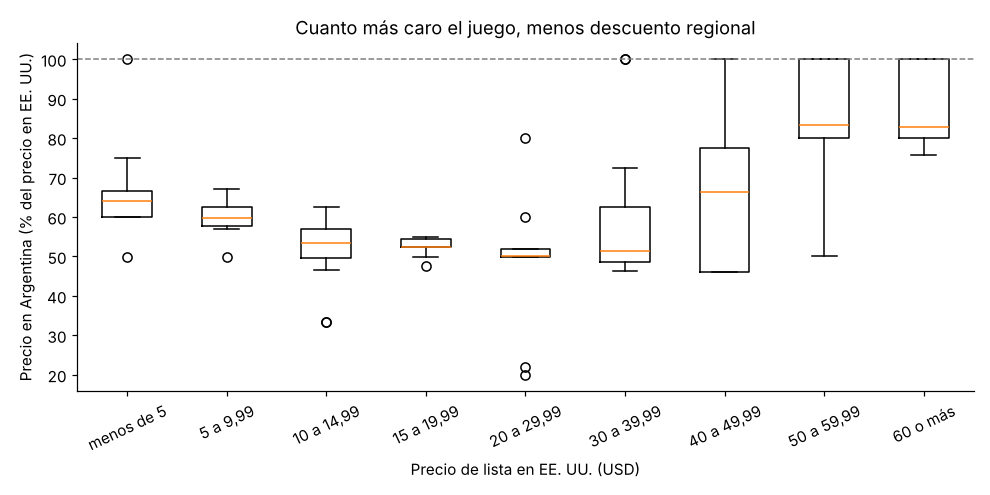 Cuanto más caro el juego, menos descuento regional
Precio en Argentina (% del precio en EE. UU.)
100
90
80
70
60
50
40
30
20
menos de 5
5 a 9,99
10 a 14,99
15 a 19,99
20 a 29,99
30 a 39,99
40 a 49,99
50 a 59,99
60 o más
Precio de lista en EE. UU. (USD)